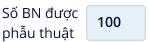 Số BN được
phẫu thuật
100